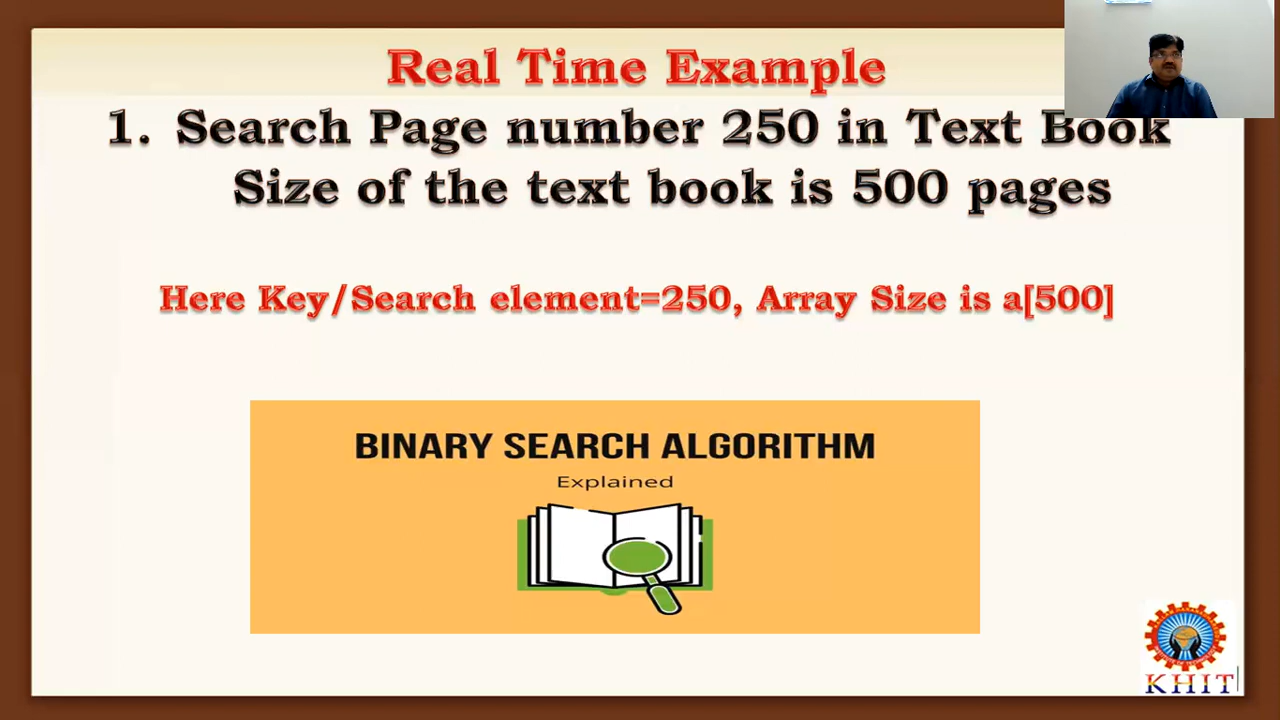 Real Time Example
1. Search Page number 250 in Text Book
Size of the text book is 500 pages
Here Key/Search element=250, Array Size is a[500]
BINARY SEARCH ALGORITHM
Explained
KHIT